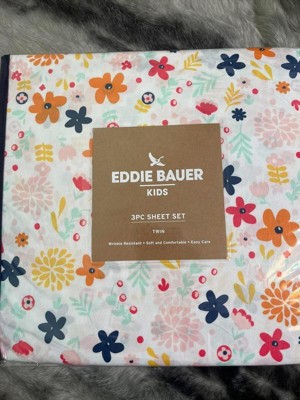 EDDIE BAUER
KIDS
3PC SHEET SET
TWIN
Wrinkle Resistant • Soft and Comfortable • Easy Care